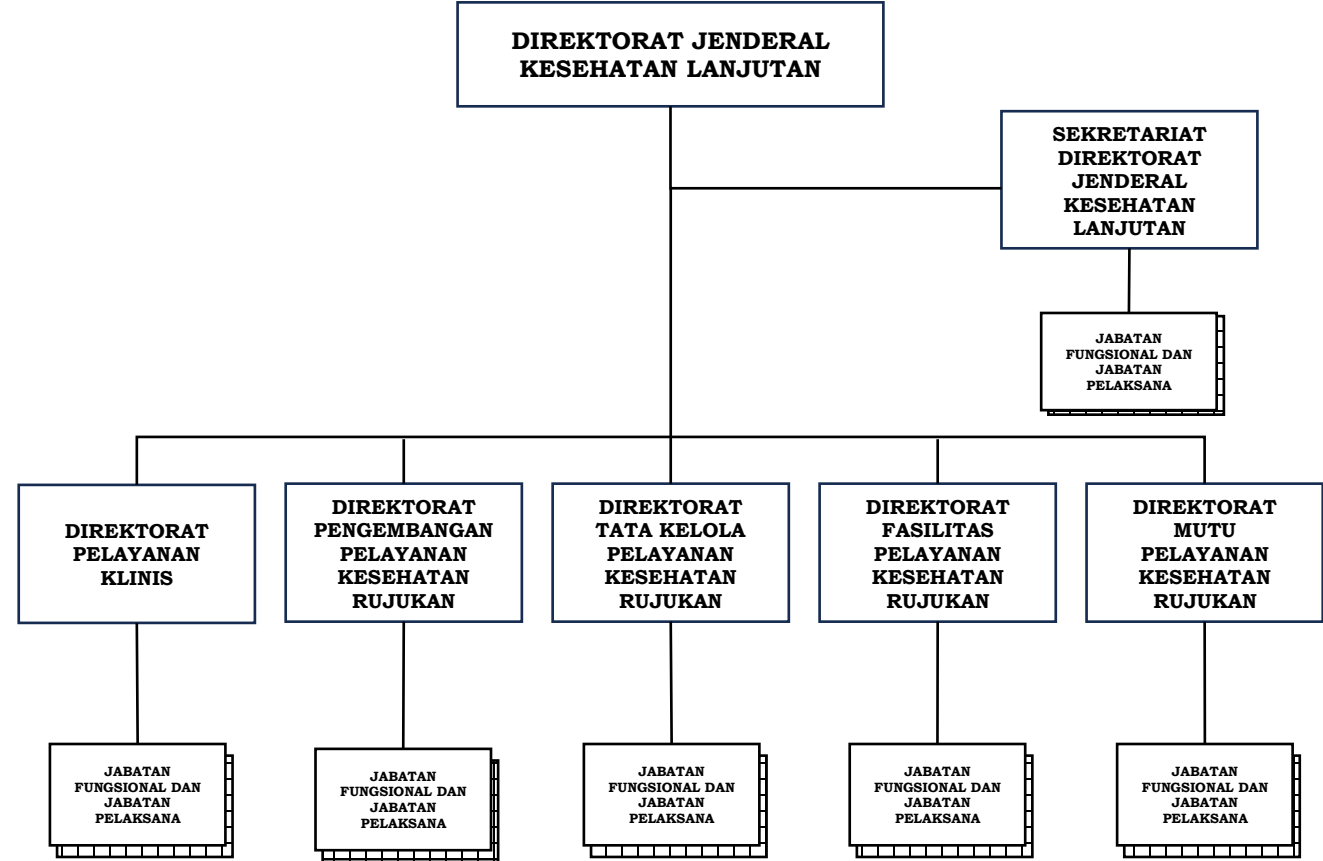 DIREKTORAT JENDERAL
KESEHATAN LANJUTAN
SEKRETARIAT
DIREKTORAT
JENDERAL
KESEHATAN
LANJUTAN
JABATAN
FUNGSIONAL DAN
JABATAN
PELAKSANA
DIREKTORAT
PELAYANAN
KLINIS
DIREKTORAT
PENGEMBANGAN
PELAYANAN
KESEHATAN
RUJUKAN
DIREKTORAT
TATA KELOLA
PELAYANAN
KESEHATAN
RUJUKAN
DIREKTORAT
FASILITAS
PELAYANAN
KESEHATAN
RUJUKAN
DIREKTORAT
MUTU
PELAYANAN
KESEHATAN
RUJUKAN
JABATAN
FUNGSIONAL DAN
JABATAN
PELAKSANA
JABATAN
FUNGSIONAL DAN
JABATAN
PELAKSANA
JABATAN
FUNGSIONAL DAN
JABATAN
PELAKSANA
JABATAN
FUNGSIONAL DAN
JABATAN
PELAKSANA
JABATAN
FUNGSIONAL DAN
JABATAN
PELAKSANA